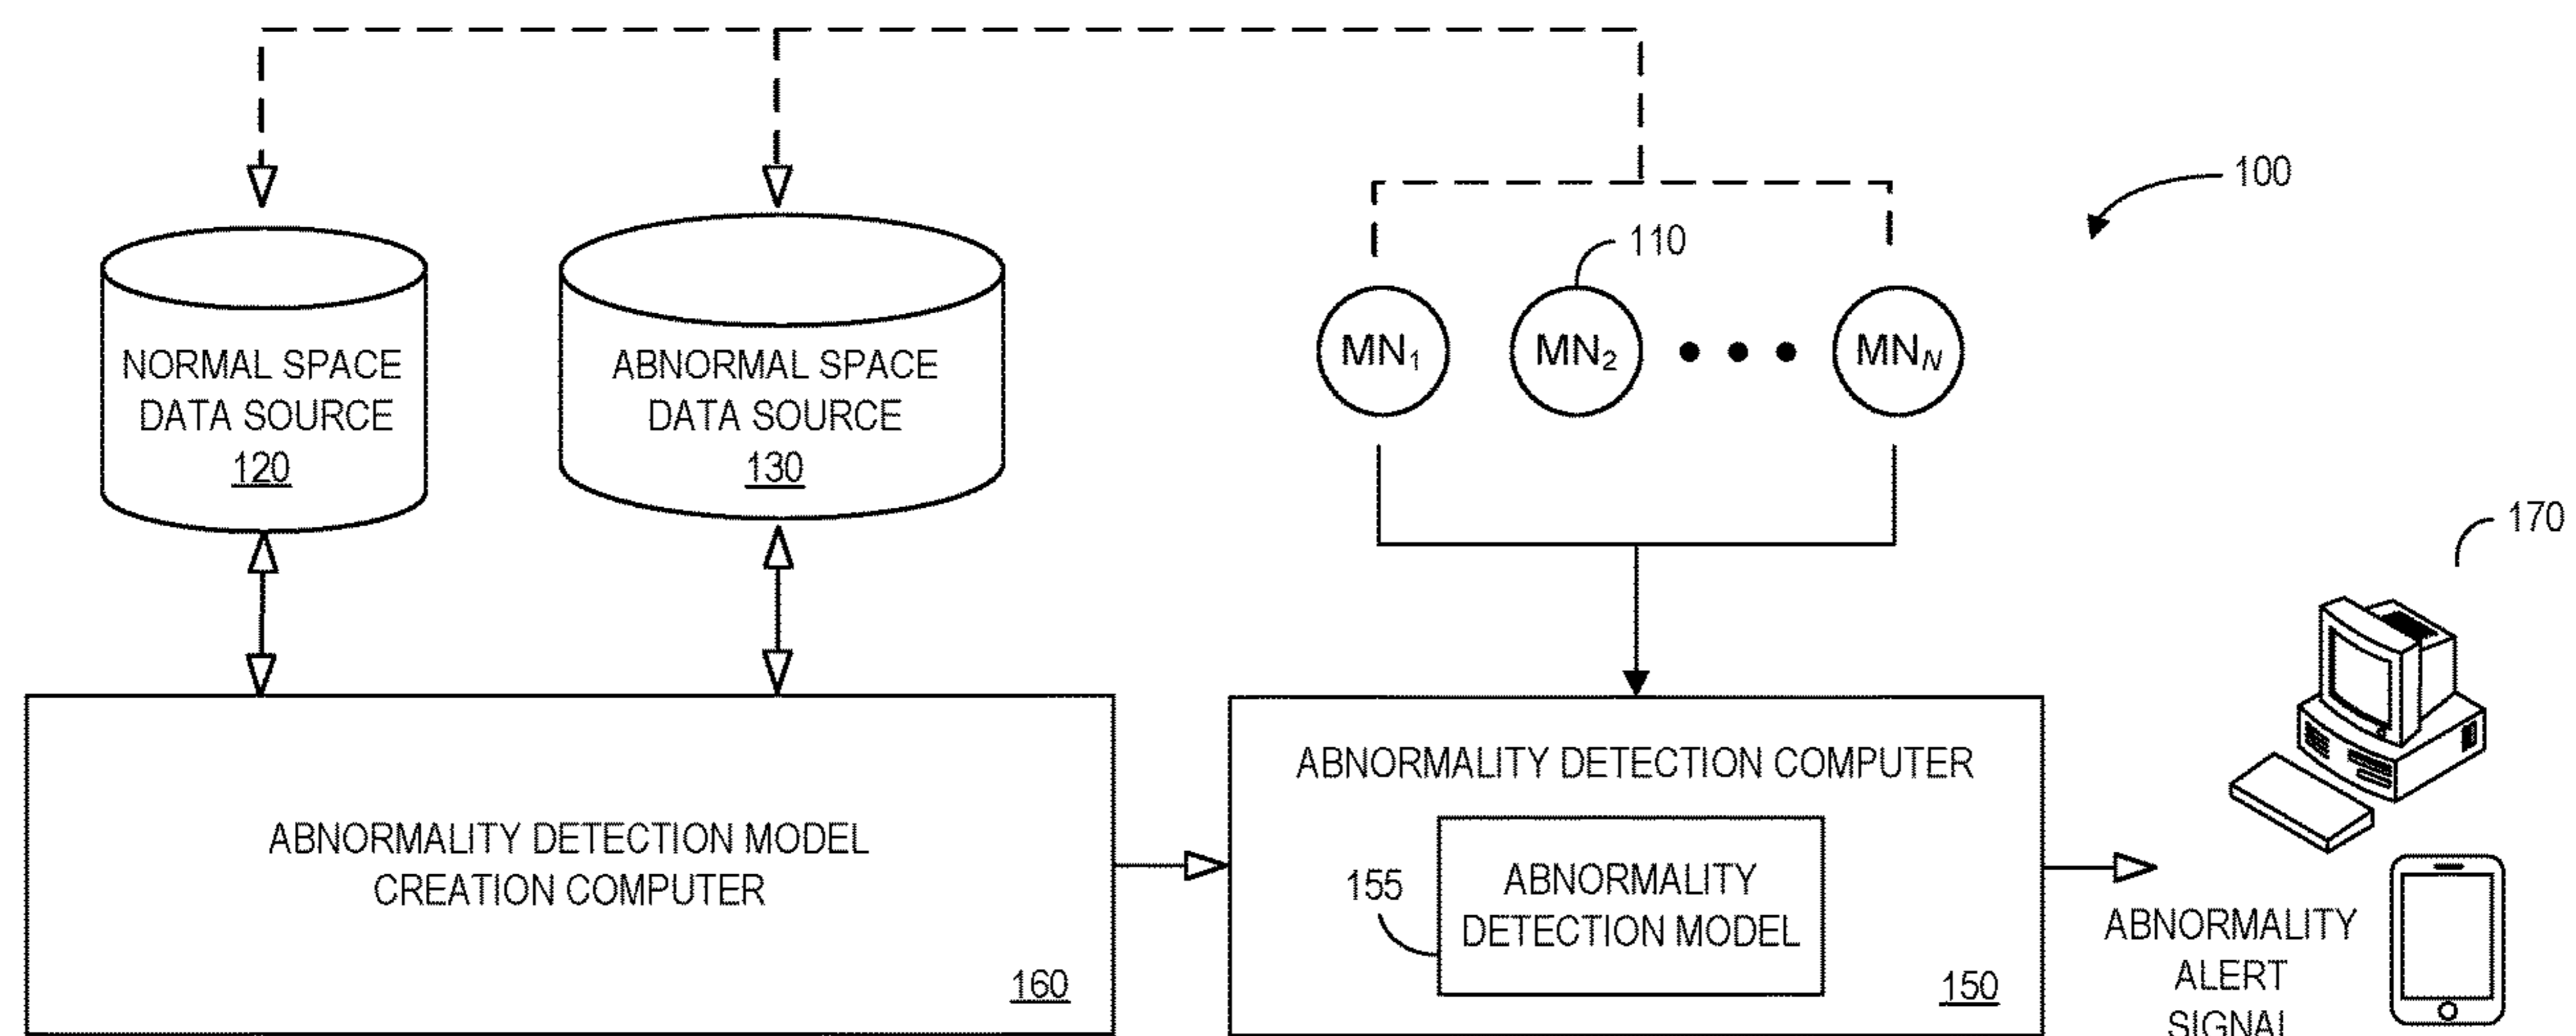 100
110
MN1
MN2
MNN
NORMAL SPACE
DATA SOURCE
120
ABNORMAL SPACE
DATA SOURCE
130
170
ABNORMALITY DETECTION MODEL
CREATION COMPUTER
160
ABNORMALITY DETECTION COMPUTER
155
ABNORMALITY
DETECTION MODEL
150
ABNORMALITY
ALERT
SIGNAL